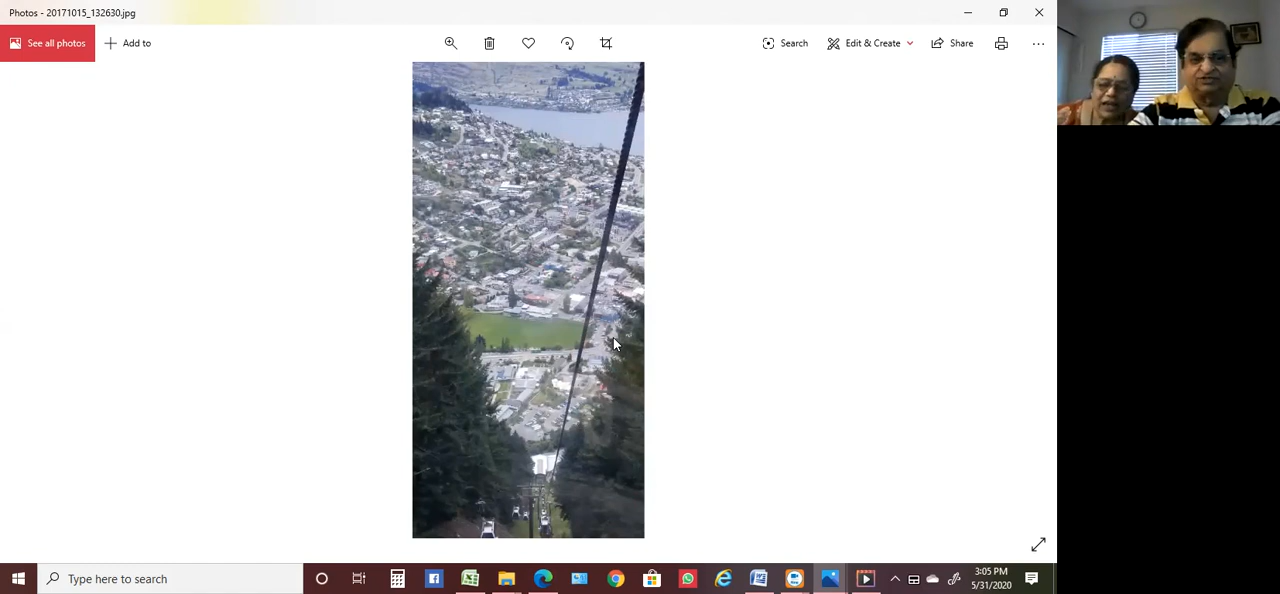 Photos - 20171015_132630.jpg
See all photos
Add to
Search
Edit & Create
Share
Type here to search
3:05 PM
5/31/2020